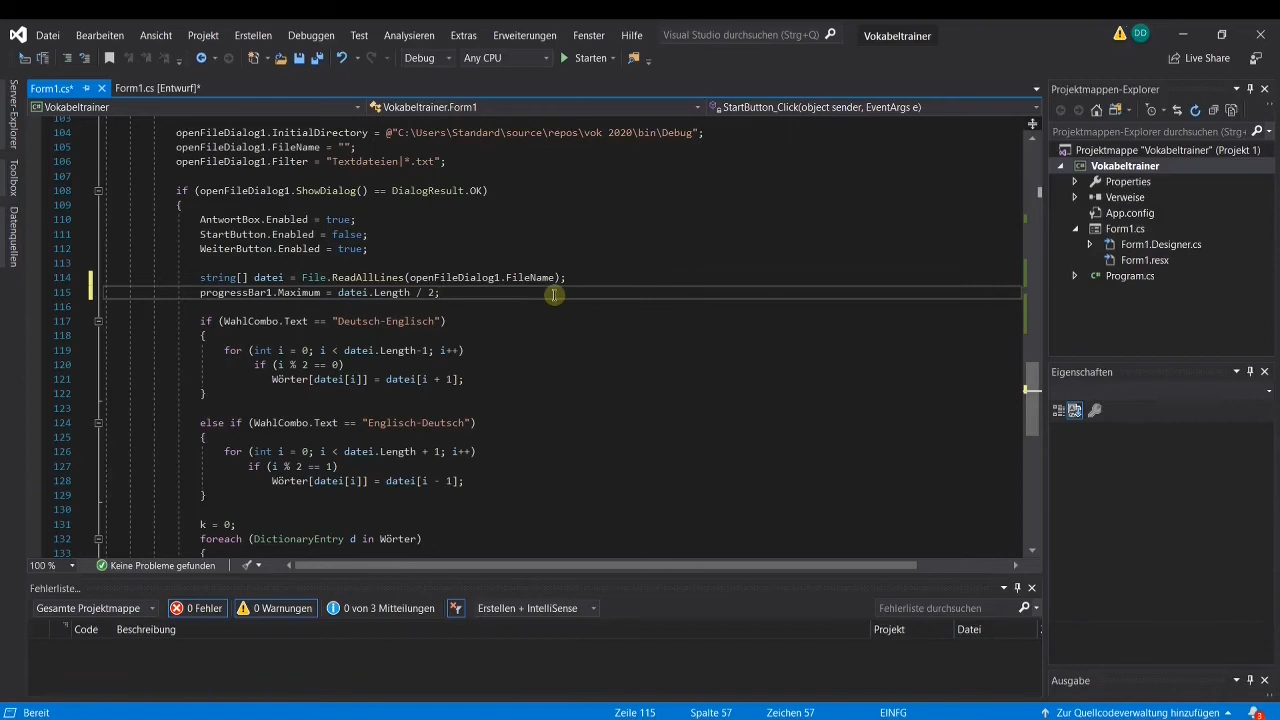 Datei Bearbeiten Ansicht Projekt Erstellen Debuggen Test Analysieren Extras Erweiterungen Fenster Hilfe Visual Studio durchsuchen (Strg+Q) Vokabeltrainer DD
Debug Any CPU Starten Live Share
Form1.cs* Form1.cs [Entwurf]*
Vokabeltrainer Vokabeltrainer.Form1 StartButton_Click(object sender, EventArgs e)
103
104 openFileDialog1.InitialDirectory = @"C:\Users\Standard\source\repos\vok 2020\bin\Debug";
105 openFileDialog1.FileName = "";
106 openFileDialog1.Filter = "Textdateien|*.txt";
107
108 if (openFileDialog1.ShowDialog() == DialogResult.OK)
109 {
110 AntwortBox.Enabled = true;
111 StartButton.Enabled = false;
112 WeiterButton.Enabled = true;
113
114 string[] datei = File.ReadAllLines(openFileDialog1.FileName);
115 progressBar1.Maximum = datei.Length / 2;
116
117 if (WahlCombo.Text == "Deutsch-Englisch")
118 {
119 for (int i = 0; i < datei.Length-1; i++)
120 if (i % 2 == 0)
121 Wörter[datei[i]] = datei[i + 1];
122 }
123
124 else if (WahlCombo.Text == "Englisch-Deutsch")
125 {
126 for (int i = 0; i < datei.Length + 1; i++)
127 if (i % 2 == 1)
128 Wörter[datei[i]] = datei[i - 1];
129 }
130
131 k = 0;
132 foreach (DictionaryEntry d in Wörter)
133 {
100 % Keine Probleme gefunden
Fehlerliste...
Gesamte Projektmappe 0 Fehler 0 Warnungen 0 von 3 Mitteilungen Erstellen + IntelliSense Fehlerliste durchsuchen
Code Beschreibung Projekt Datei
Bereit Zeile 115 Spalte 57 Zeichen 57 EINFG Zur Quellcodeverwaltung hinzufügen 3
Server-Explorer
Toolbox
Datenquellen
Projektmappen-Explorer
Projektmappen-Explorer durchsuchen (Strg+
Projektmappe "Vokabeltrainer" (Projekt 1)
Vokabeltrainer
Properties
Verweise
App.config
Form1.cs
Form1.Designer.cs
Form1.resx
Program.cs
Eigenschaften
Ausgabe